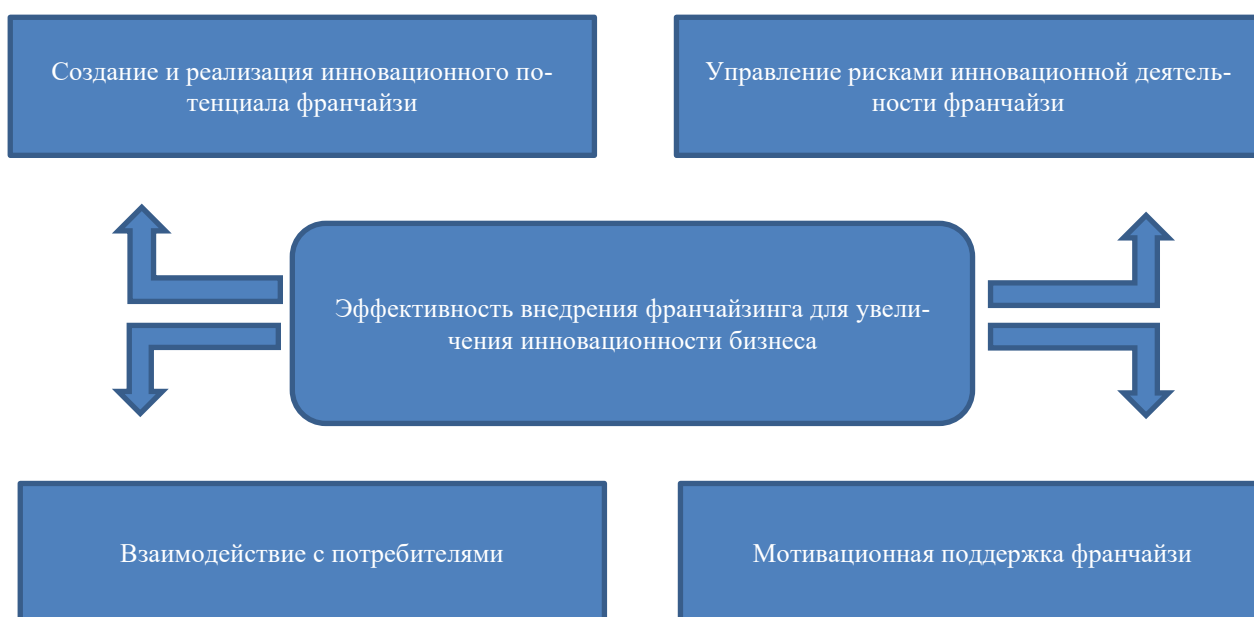 Создание и реализация инновационного по-
тенциала франчайзи
Управление рисками инновационной деятель-
ности франчайзи
Эффективность внедрения франчайзинга для увели-
чения инновационности бизнеса
Взаимодействие с потребителями
Мотивационная поддержка франчайзи